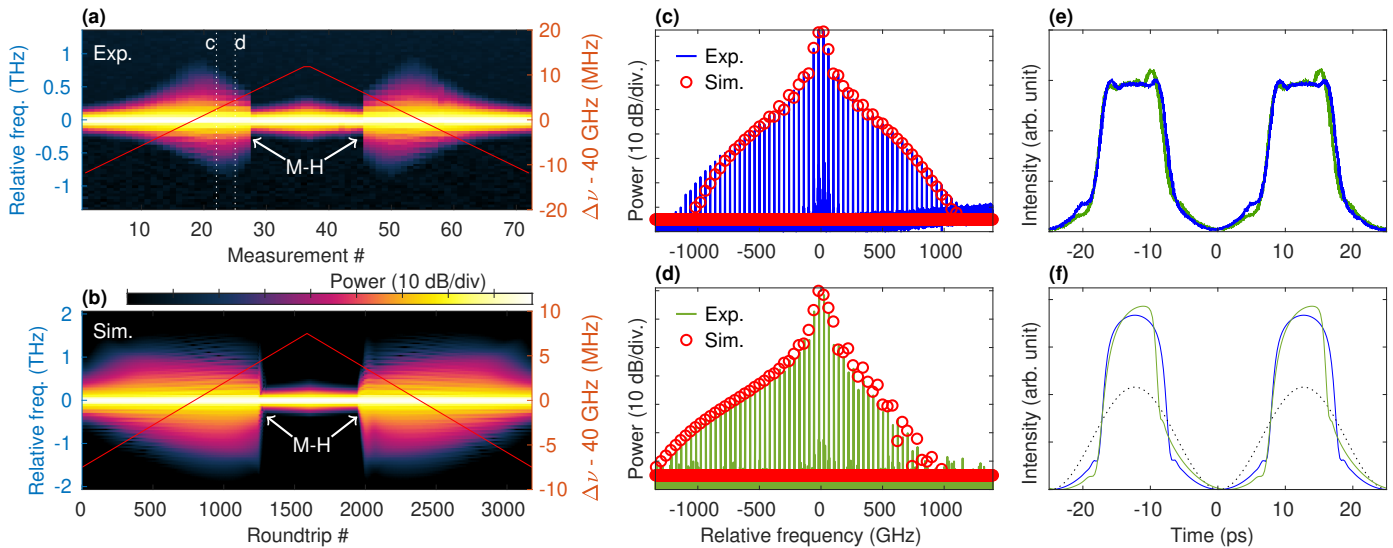 (a)
Exp.
c
d
M-H
Relative freq. (THz)
1
0.5
0
-0.5
-1
20
10
0
-10
-20
Δν - 40 GHz (MHz)
10 20 30 40 50 60 70
Measurement #
(b)
Power (10 dB/div)
Sim.
M-H
Relative freq. (THz)
2
1
0
-1
-2
10
5
0
-5
-10
Δν - 40 GHz (MHz)
0 500 1000 1500 2000 2500 3000
Roundtrip #
(c)
Exp.
Sim.
Power (10 dB/div.)
-1000 -500 0 500 1000
(d)
Exp.
Sim.
Power (10 dB/div.)
-1000 -500 0 500 1000
Relative frequency (GHz)
(e)
Intensity (arb. unit)
-20 -10 0 10 20
(f)
Intensity (arb. unit)
-20 -10 0 10 20
Time (ps)